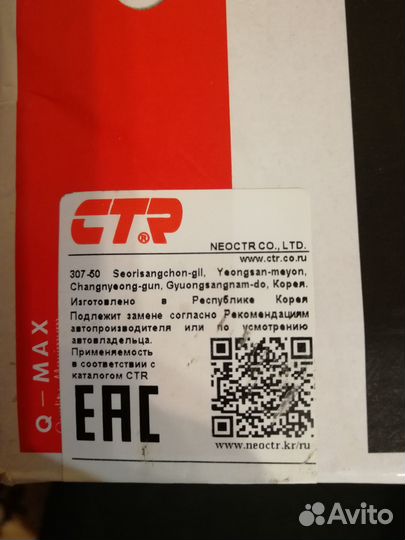 CTR®
NEOCTR CO., LTD.
www.ctr.co.ru
307-50 Seorisangchon-gil, Yeongsan-meyon,
Changnyeong-gun, Gyuongsangnam-do, Корея.
Изготовлено в Республике Корея
Подлежит замене согласно Рекомендациям
автопроизводителя или по усмотрению
автовладельца.
Применяемость
в соответствии с
каталогом CTR
EAC
www.neoctr.kr/ru
Q – MAX
Avito